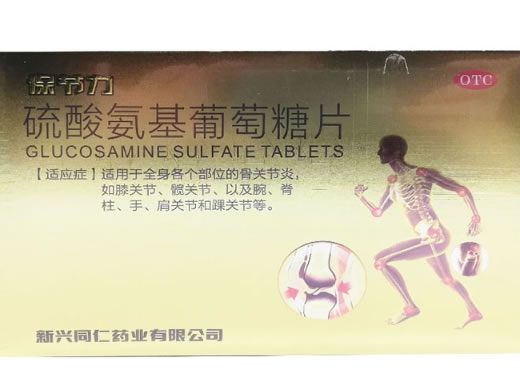 保节力
OTC
硫酸氨基葡萄糖片
GLUCOSAMINE SULFATE TABLETS
【适应症】适用于全身各个部位的骨关节炎，
如膝关节、髋关节、以及腕、脊
柱、手、肩关节和踝关节等。
新兴同仁药业有限公司